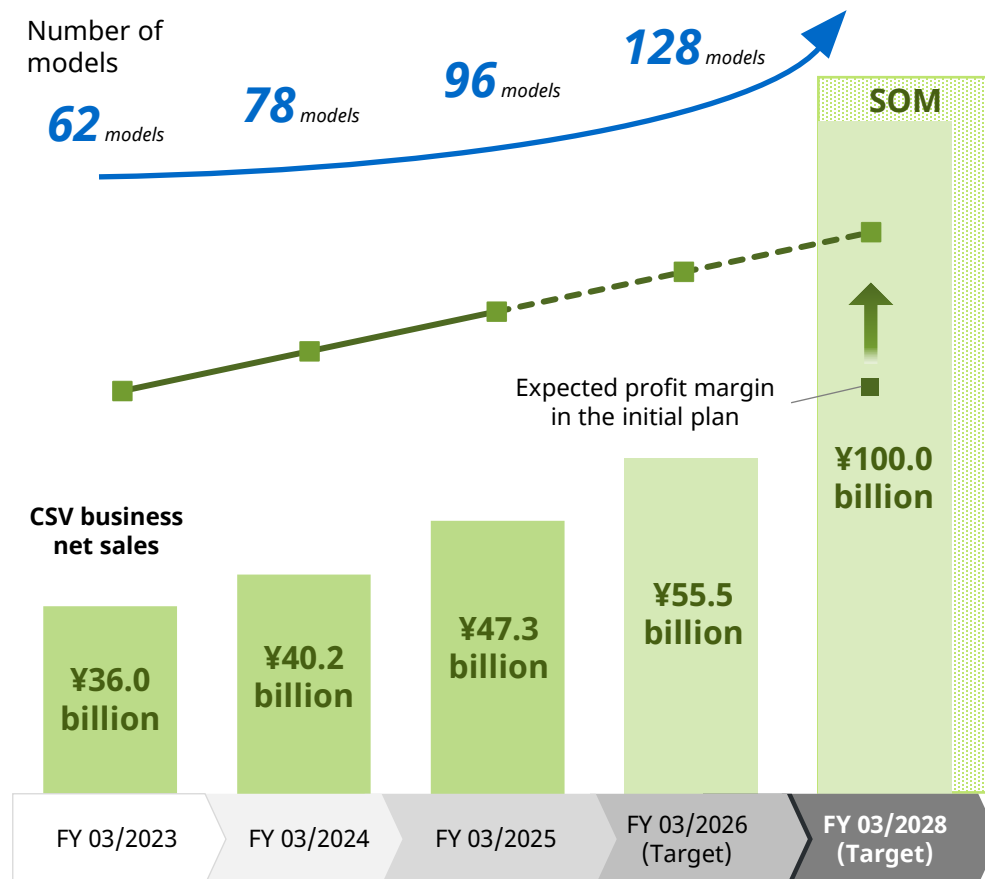 Number of
models
62 models
78 models
96 models
128 models
SOM
Expected profit margin
in the initial plan
CSV business
net sales
¥36.0
billion
¥40.2
billion
¥47.3
billion
¥55.5
billion
¥100.0
billion
FY 03/2023
FY 03/2024
FY 03/2025
FY 03/2026
(Target)
FY 03/2028
(Target)